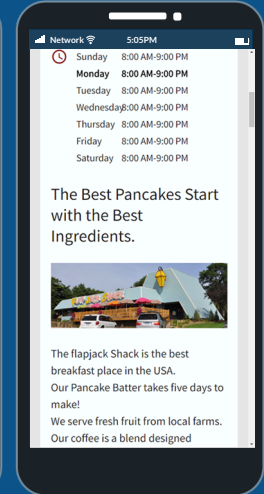 Network 5:05PM
Sunday 8:00 AM-9:00 PM
Monday 8:00 AM-9:00 PM
Tuesday 8:00 AM-9:00 PM
Wednesday 8:00 AM-9:00 PM
Thursday 8:00 AM-9:00 PM
Friday 8:00 AM-9:00 PM
Saturday 8:00 AM-9:00 PM
The Best Pancakes Start
with the Best
Ingredients.
The flapjack Shack is the best
breakfast place in the USA.
Our Pancake Batter takes five days to
make!
We serve fresh fruit from local farms.
Our coffee is a blend designed